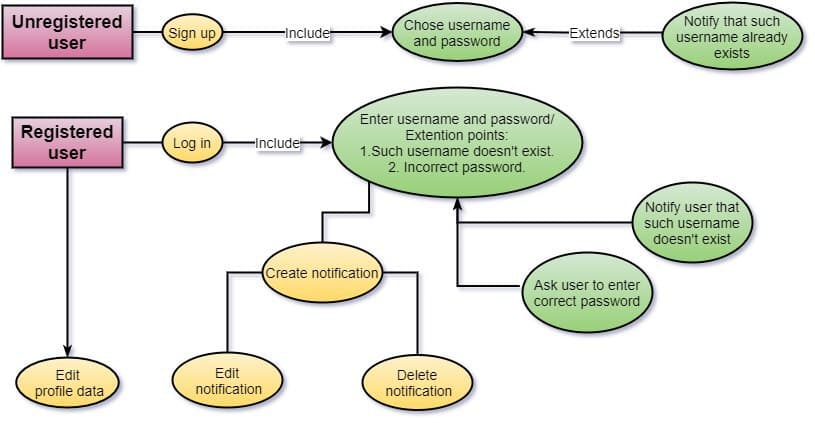 Unregistered
user
Sign up
Include
Chose username
and password
Extends
Notify that such
username already
exists
Registered
user
Log in
Include
Enter username and password/
Extention points:
1.Such username doesn't exist.
2. Incorrect password.
Notify user that
such username
doesn't exist
Create notification
Ask user to enter
correct password
Edit
profile data
Edit
notification
Delete
notification